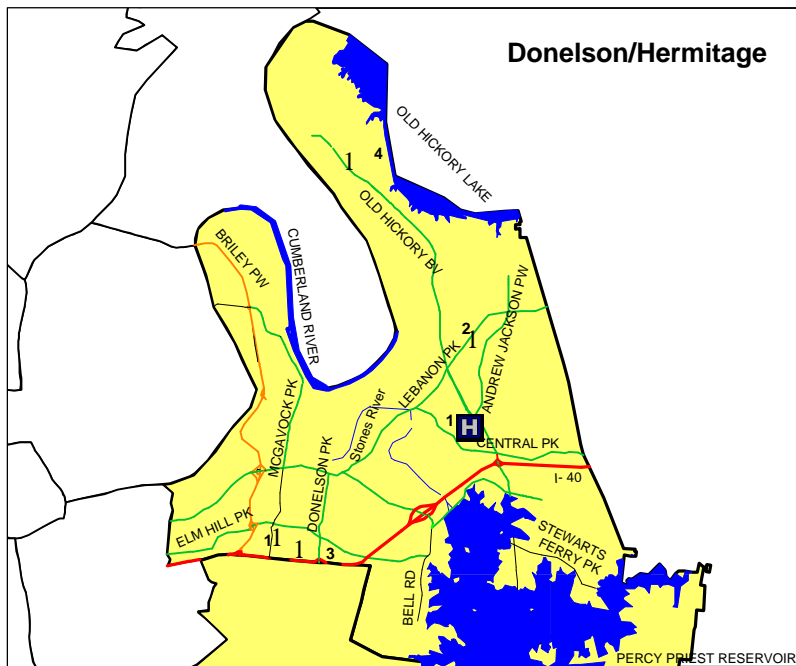 Donelson/Hermitage
OLD HICKORY LAKE
4
1
OLD HICKORY BV
BRILEY PW
CUMBERLAND RIVER
ANDREW JACKSON PW
2
1
LEBANON PK
MCGAVOCK PK
Stones River
1
H
CENTRAL PK
DONELSON PK
I- 40
ELM HILL PK
1
1
1
3
STEWARTS
FERRY PK
BELL RD
PERCY PRIEST RESERVOIR